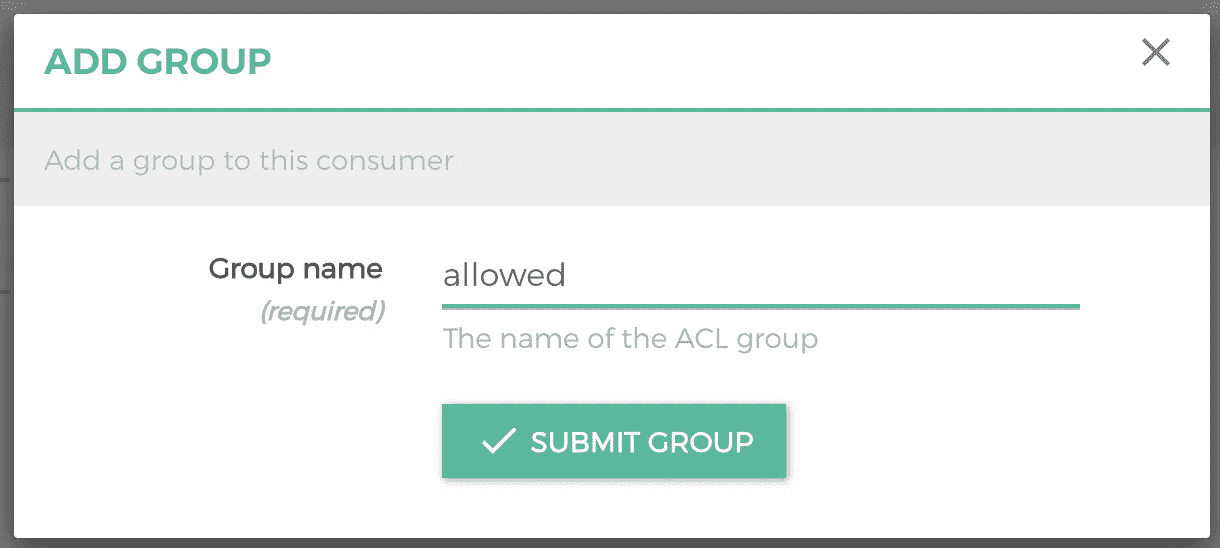 ADD GROUP
Add a group to this consumer
Group name
(required)
allowed
The name of the ACL group
SUBMIT GROUP